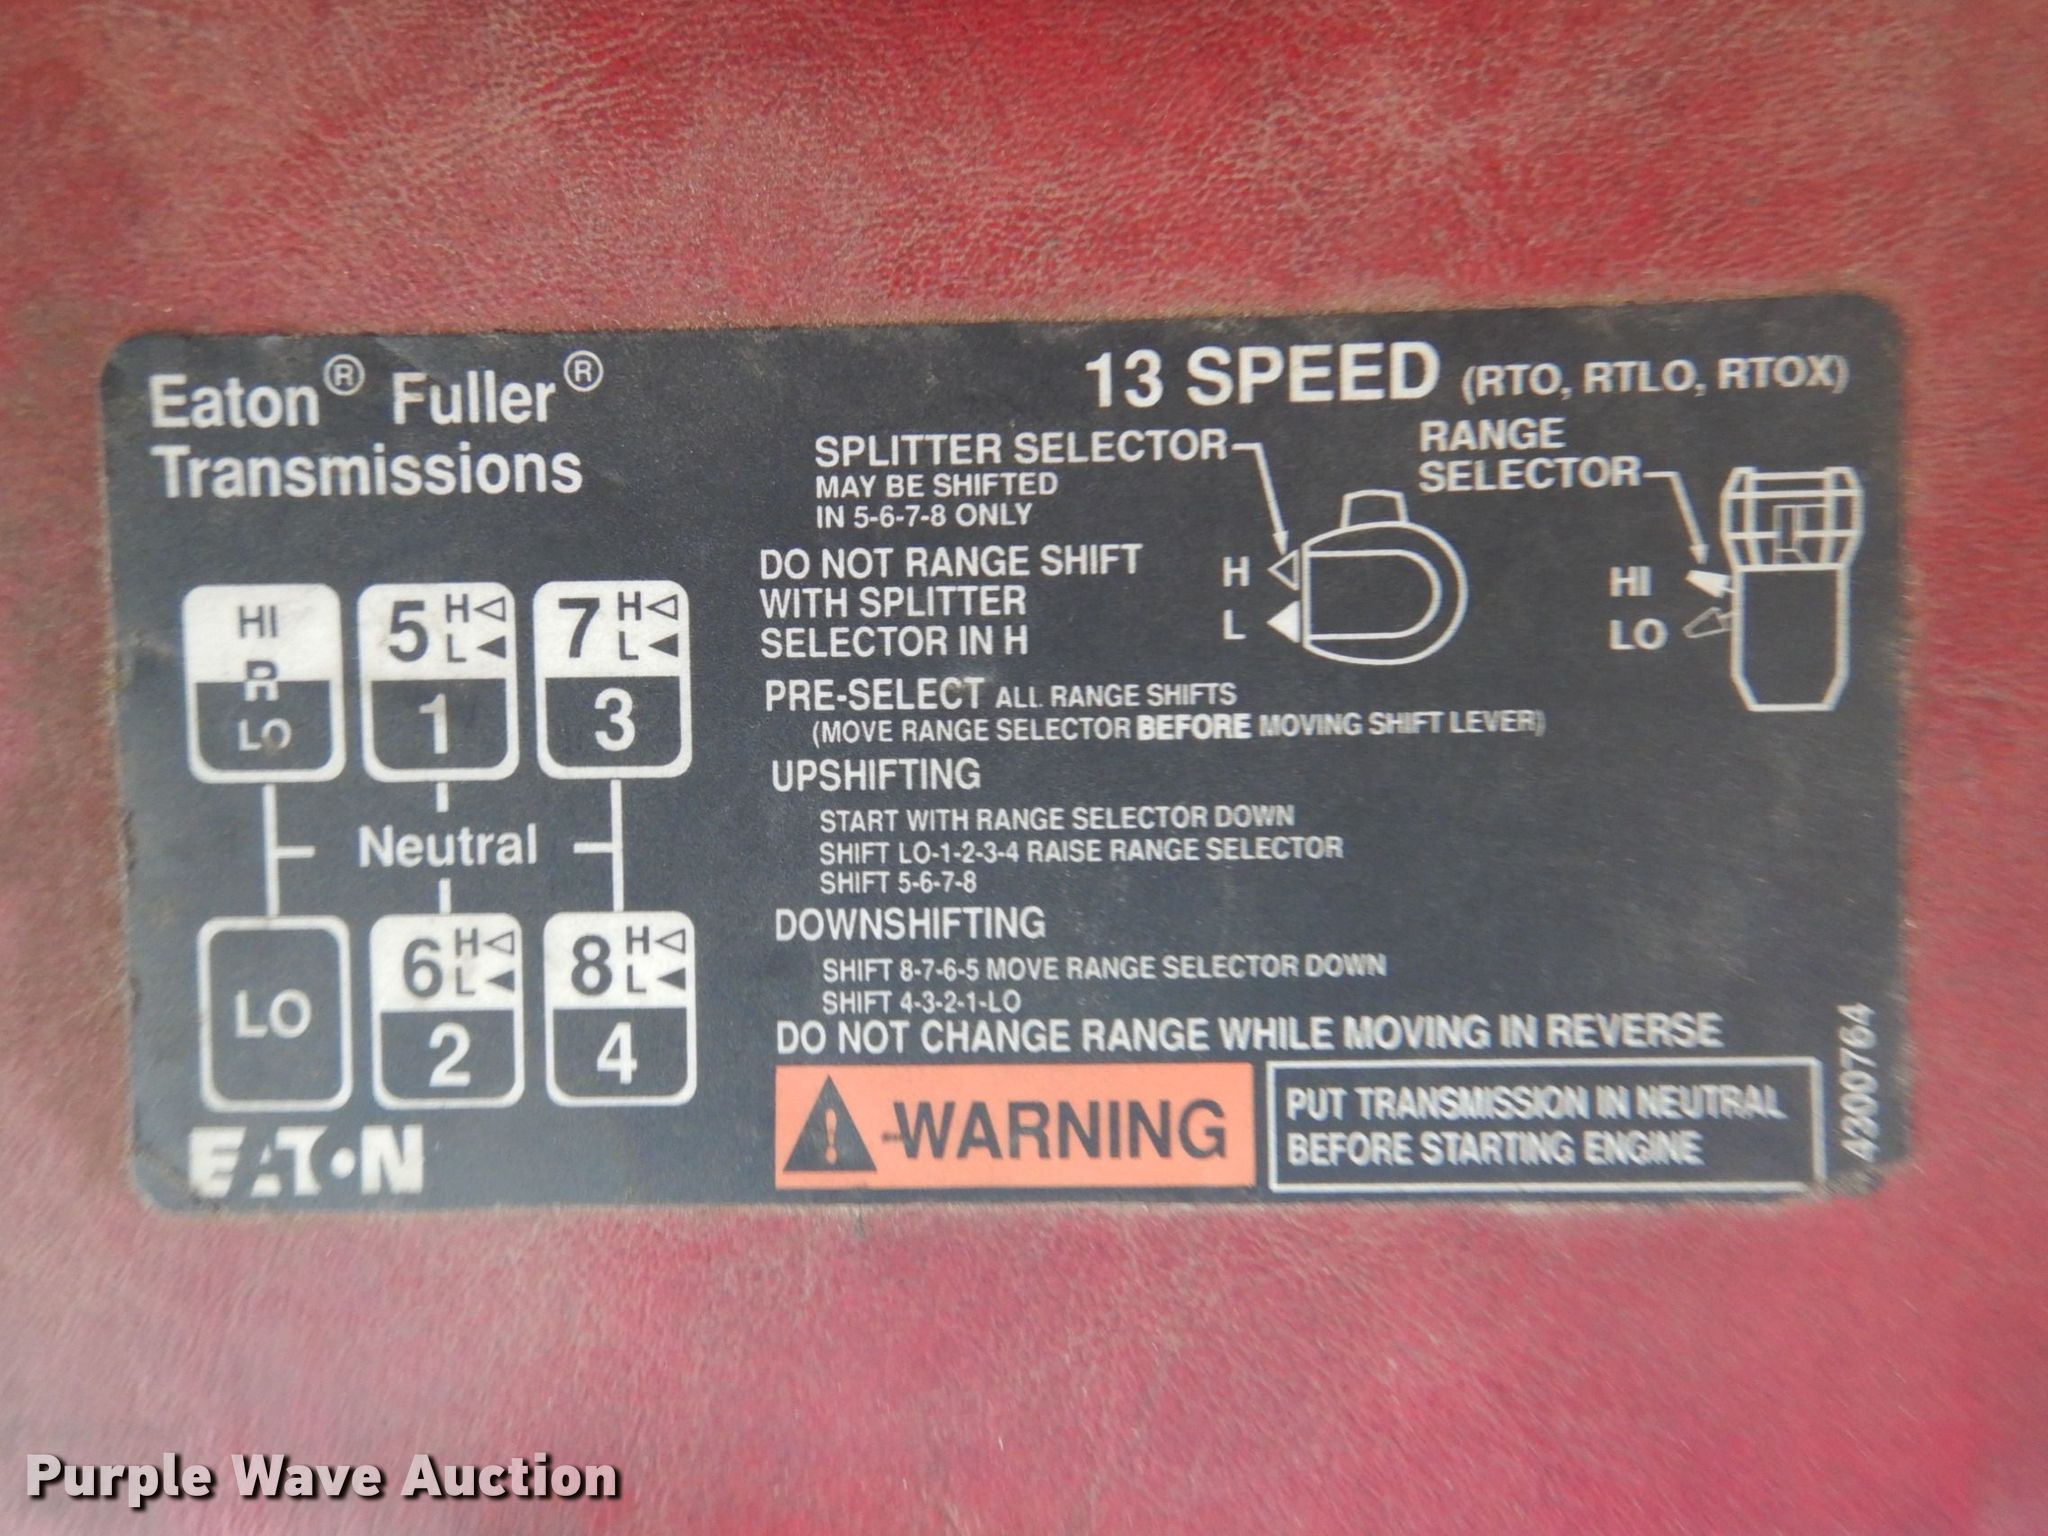 Eaton® Fuller®
Transmissions
13 SPEED (RTO, RTLO, RTOX)
SPLITTER SELECTOR
MAY BE SHIFTED
IN 5-6-7-8 ONLY
RANGE
SELECTOR
H
L
HI
LO
DO NOT RANGE SHIFT
WITH SPLITTER
SELECTOR IN H
PRE-SELECT ALL RANGE SHIFTS
(MOVE RANGE SELECTOR BEFORE MOVING SHIFT LEVER)
UPSHIFTING
START WITH RANGE SELECTOR DOWN
SHIFT LO-1-2-3-4 RAISE RANGE SELECTOR
SHIFT 5-6-7-8
DOWNSHIFTING
SHIFT 8-7-6-5 MOVE RANGE SELECTOR DOWN
SHIFT 4-3-2-1-LO
DO NOT CHANGE RANGE WHILE MOVING IN REVERSE
HI
R
LO
5 H
L
1
7 H
L
3
Neutral
LO
6 H
L
2
8 H
L
4
EATON
WARNING
PUT TRANSMISSION IN NEUTRAL
BEFORE STARTING ENGINE
4300764
Purple Wave Auction